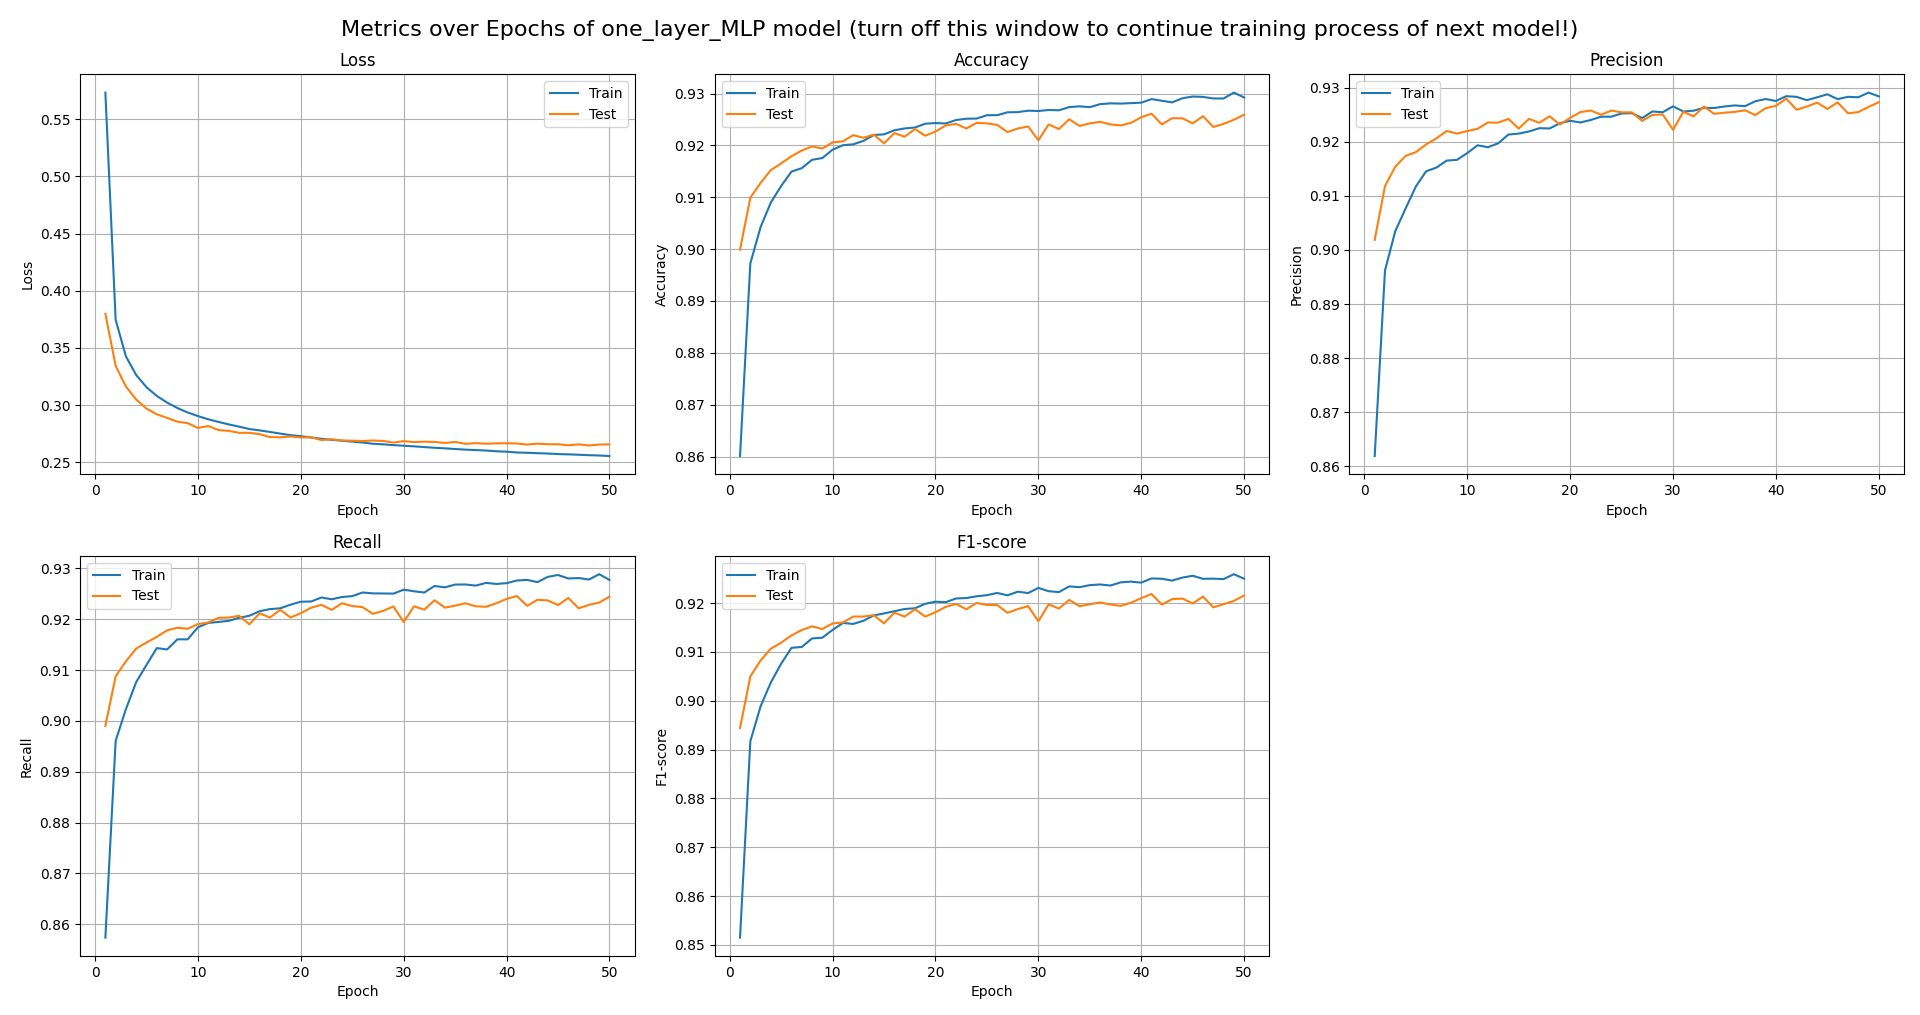 Metrics over Epochs of one_layer_MLP model (turn off this window to continue training process of next model!)
Loss
Train
Test
0.55
0.50
0.45
0.40
0.35
0.30
0.25
Loss
0 10 20 30 40 50
Epoch
Accuracy
Train
Test
0.93
0.92
0.91
0.90
0.89
0.88
0.87
0.86
Accuracy
0 10 20 30 40 50
Epoch
Precision
Train
Test
0.93
0.92
0.91
0.90
0.89
0.88
0.87
0.86
Precision
0 10 20 30 40 50
Epoch
Recall
Train
Test
0.93
0.92
0.91
0.90
0.89
0.88
0.87
0.86
Recall
0 10 20 30 40 50
Epoch
F1-score
Train
Test
0.92
0.91
0.90
0.89
0.88
0.87
0.86
0.85
F1-score
0 10 20 30 40 50
Epoch